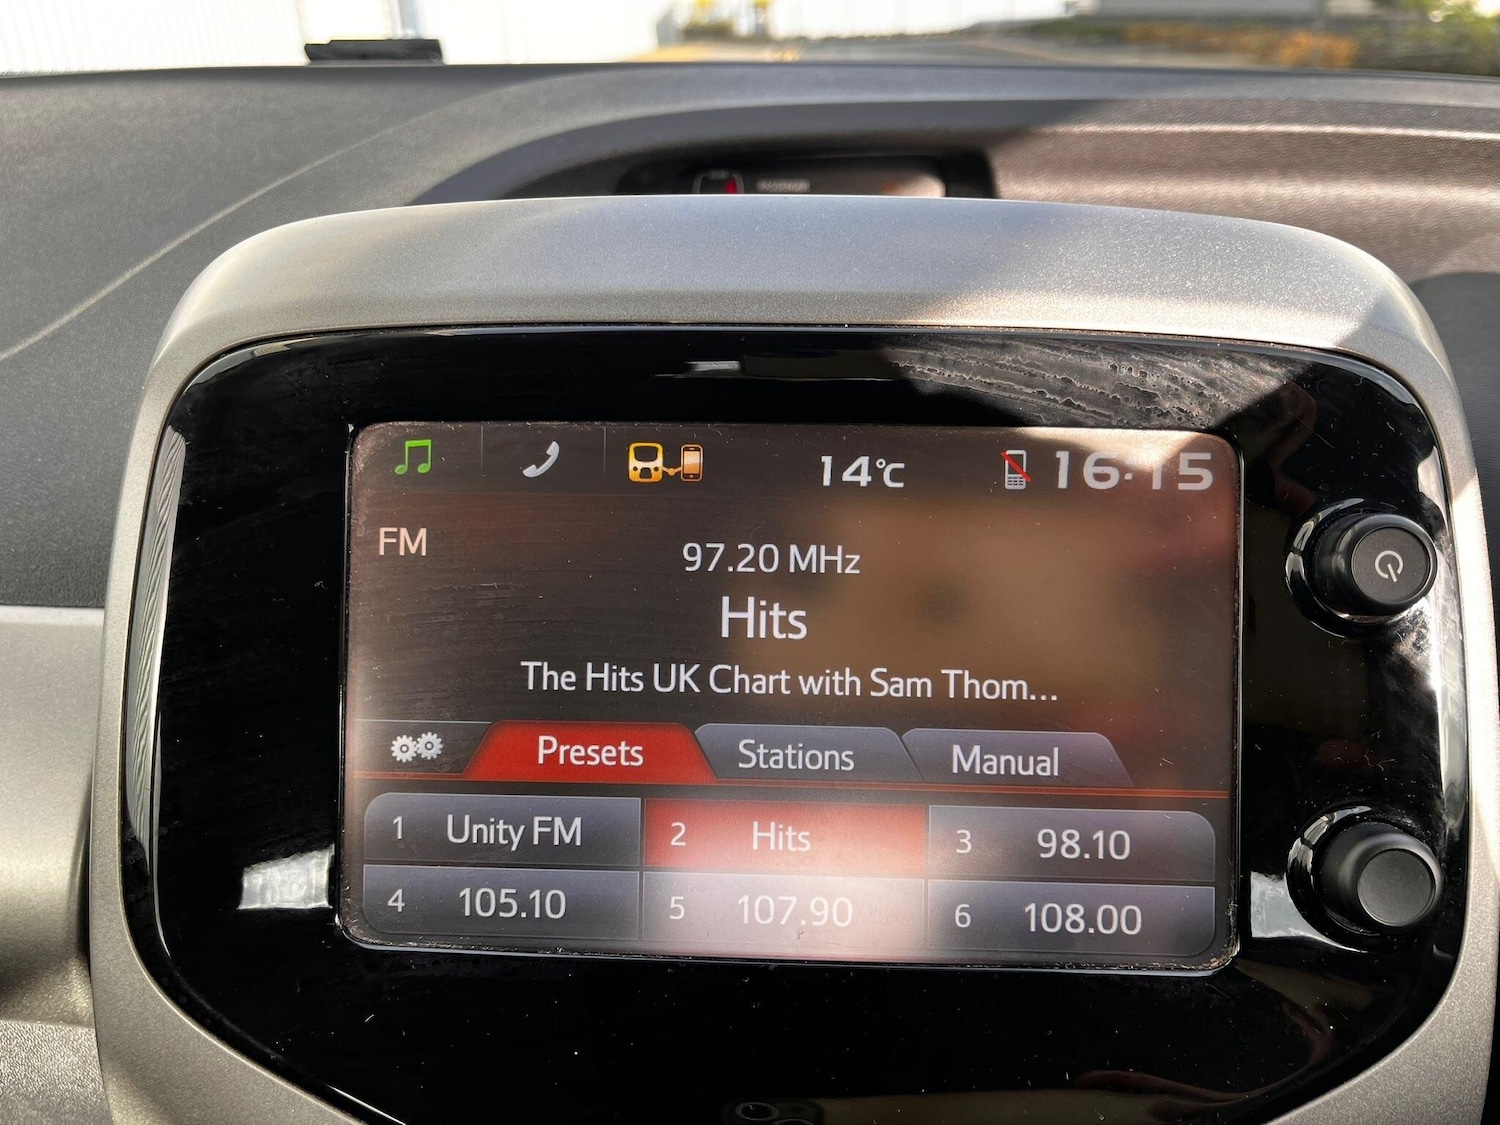 14°C
16:15
FM
97.20 MHz
Hits
The Hits UK Chart with Sam Thom...
Presets
Stations
Manual
1 Unity FM
2 Hits
3 98.10
4 105.10
5 107.90
6 108.00